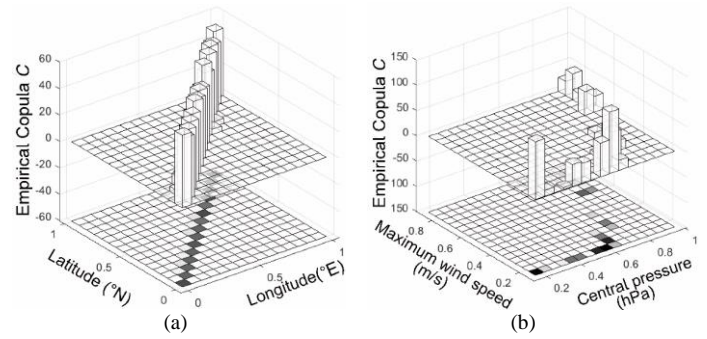 60
40
20
0
-20
-40
-60
Empirical Copula C
1
0.5
0
Latitude (°N)
0
0.5
1
Longitude(°E)
(a)
150
100
50
0
-50
100
150
Empirical Copula C
0.8
0.6
0.4
0.2
Maximum wind speed
(m/s)
0.2
0.4
0.6
0.8
1
Central pressure
(hPa)
(b)